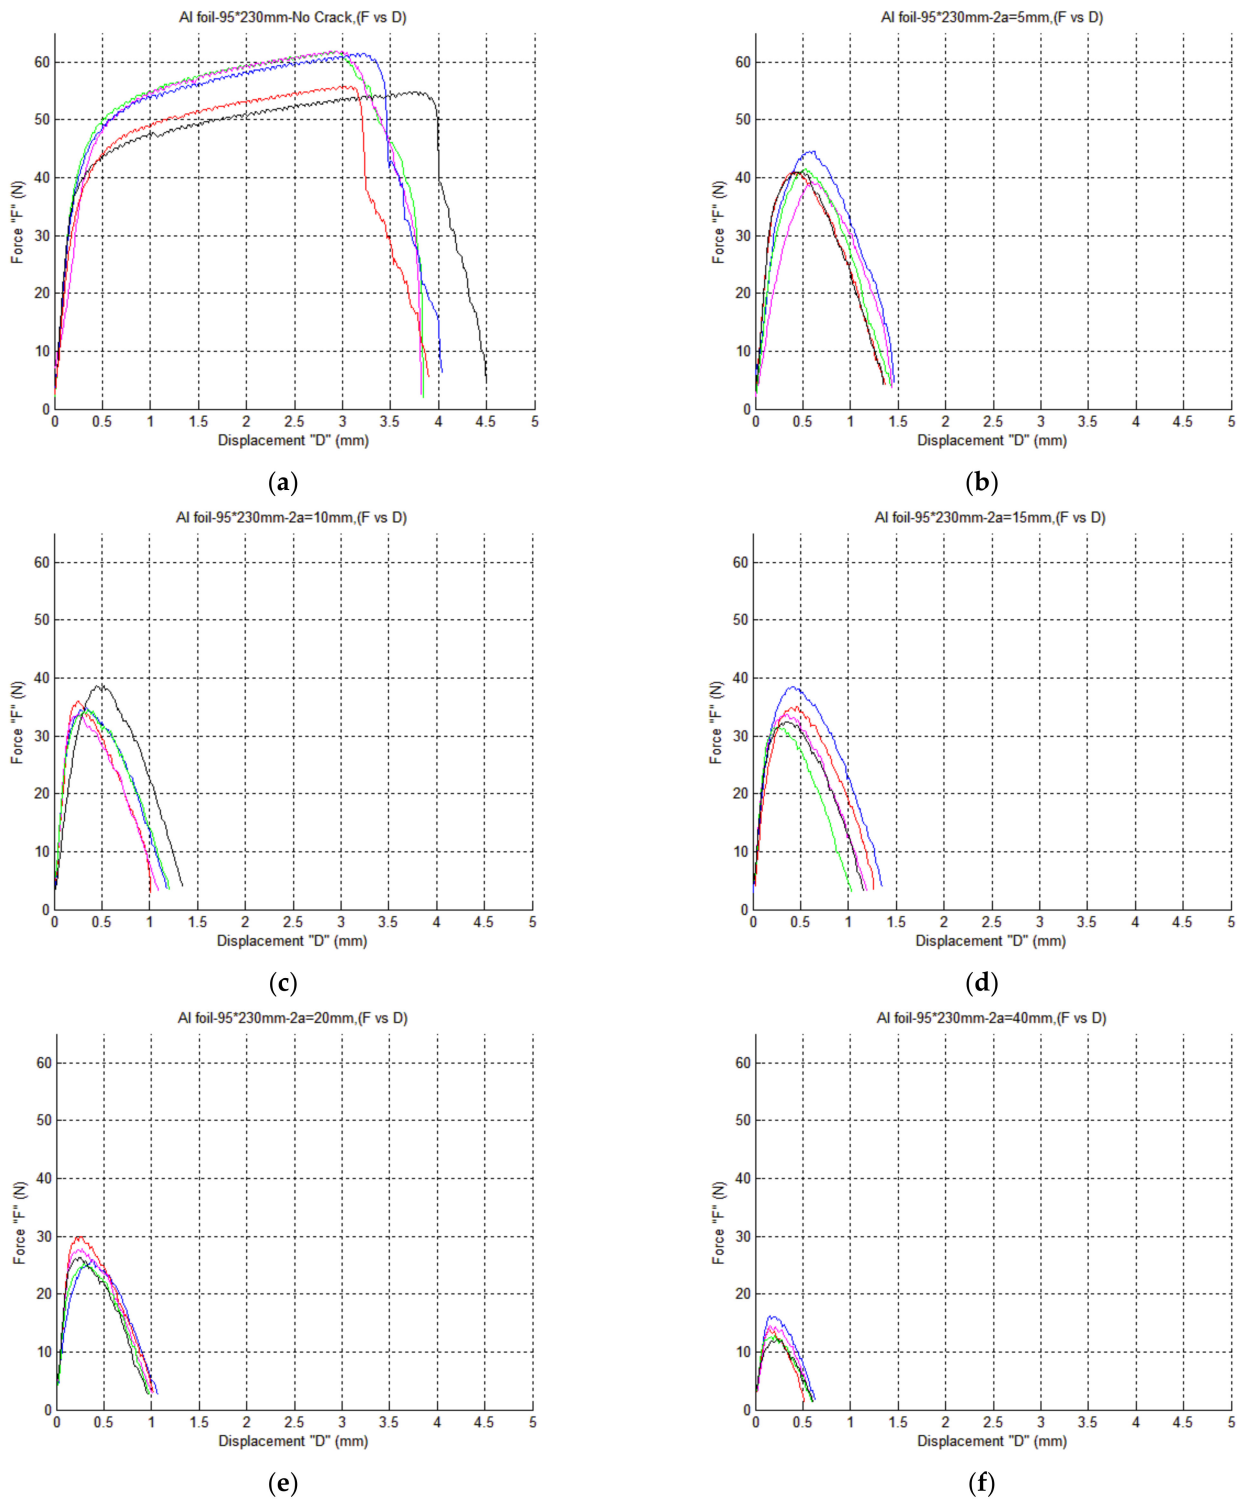 Al foil-95*230mm-No Crack,(F vs D)
60
50
40
30
20
10
0
Force "F" (N)
0 0.5 1 1.5 2 2.5 3 3.5 4 4.5 5
Displacement "D" (mm)
(a)
Al foil-95*230mm-2a=5mm,(F vs D)
60
50
40
30
20
10
0
Force "F" (N)
0 0.5 1 1.5 2 2.5 3 3.5 4 4.5 5
Displacement "D" (mm)
(b)
Al foil-95*230mm-2a=10mm,(F vs D)
60
50
40
30
20
10
0
Force "F" (N)
0 0.5 1 1.5 2 2.5 3 3.5 4 4.5 5
Displacement "D" (mm)
(c)
Al foil-95*230mm-2a=15mm,(F vs D)
60
50
40
30
20
10
0
Force "F" (N)
0 0.5 1 1.5 2 2.5 3 3.5 4 4.5 5
Displacement "D" (mm)
(d)
Al foil-95*230mm-2a=20mm,(F vs D)
60
50
40
30
20
10
0
Force "F" (N)
0 0.5 1 1.5 2 2.5 3 3.5 4 4.5 5
Displacement "D" (mm)
(e)
Al foil-95*230mm-2a=40mm,(F vs D)
60
50
40
30
20
10
0
Force "F" (N)
0 0.5 1 1.5 2 2.5 3 3.5 4 4.5 5
Displacement "D" (mm)
(f)